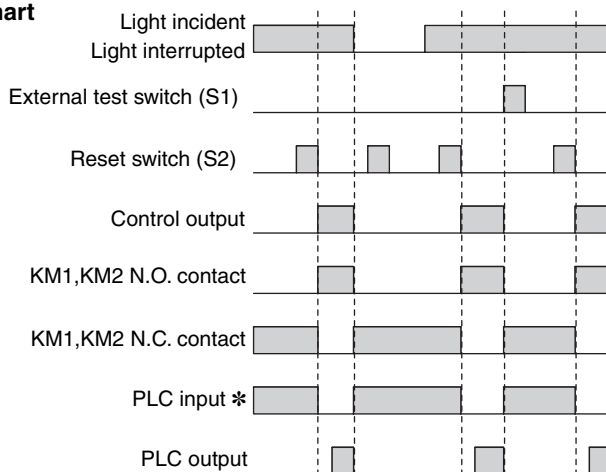 hart
Light incident
Light interrupted
External test switch (S1)
Reset switch (S2)
Control output
KM1,KM2 N.O. contact
KM1,KM2 N.C. contact
PLC input *
PLC output